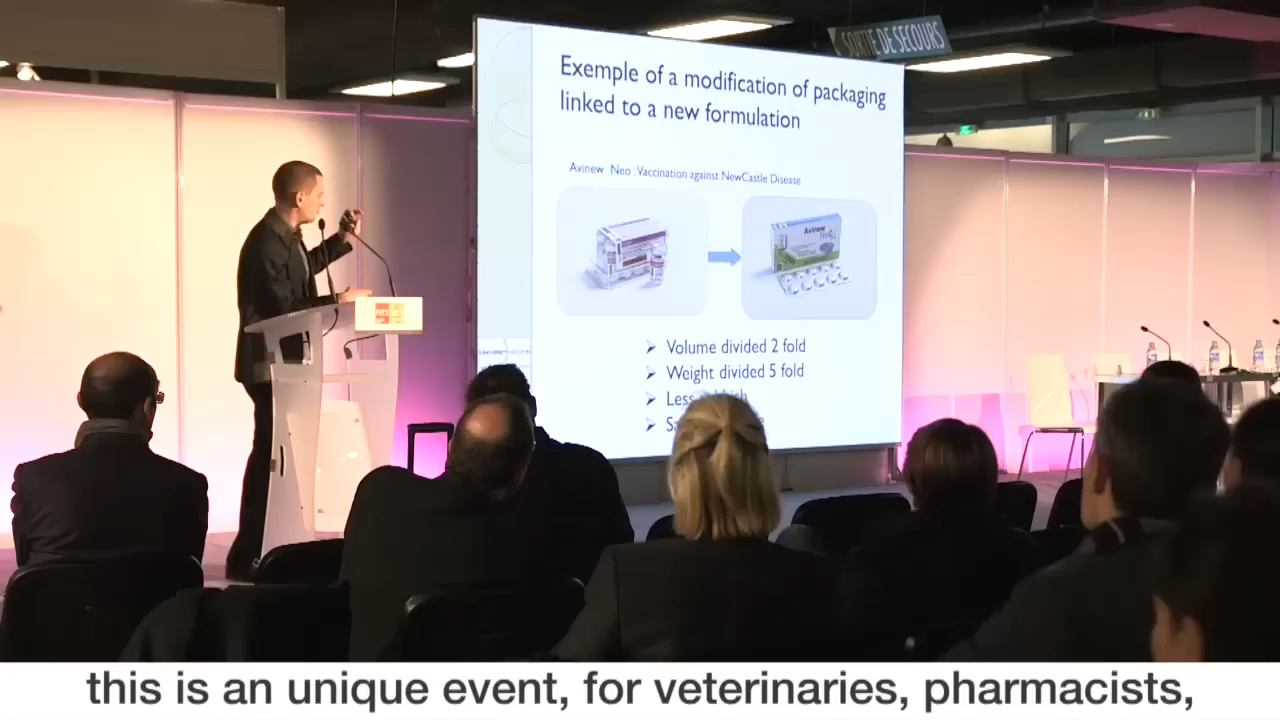 SORTIE DE SECOURS
Exemple of a modification of packaging
linked to a new formulation
Avinew Neo : Vaccination against NewCastle Disease
Avinew
➢ Volume divided 2 fold
➢ Weight divided 5 fold
➢ Less
this is an unique event, for veterinaries, pharmacists,